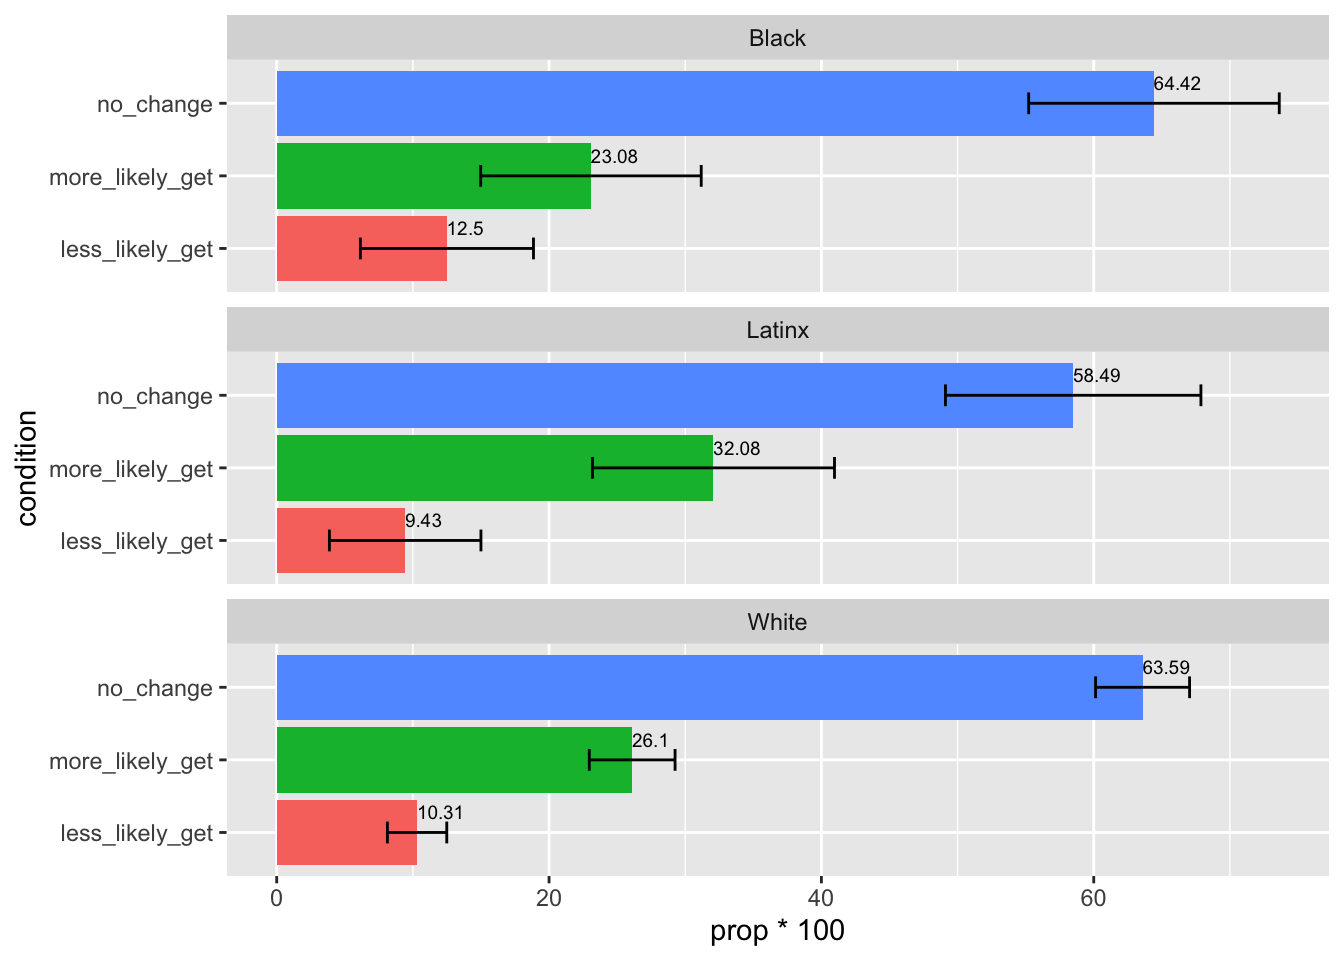 Black
no_change
64.42
more_likely_get
23.08
less_likely_get
12.5
Latinx
no_change
58.49
more_likely_get
32.08
less_likely_get
9.43
White
no_change
63.59
more_likely_get
26.1
less_likely_get
10.31
condition
0 20 40 60
prop * 100